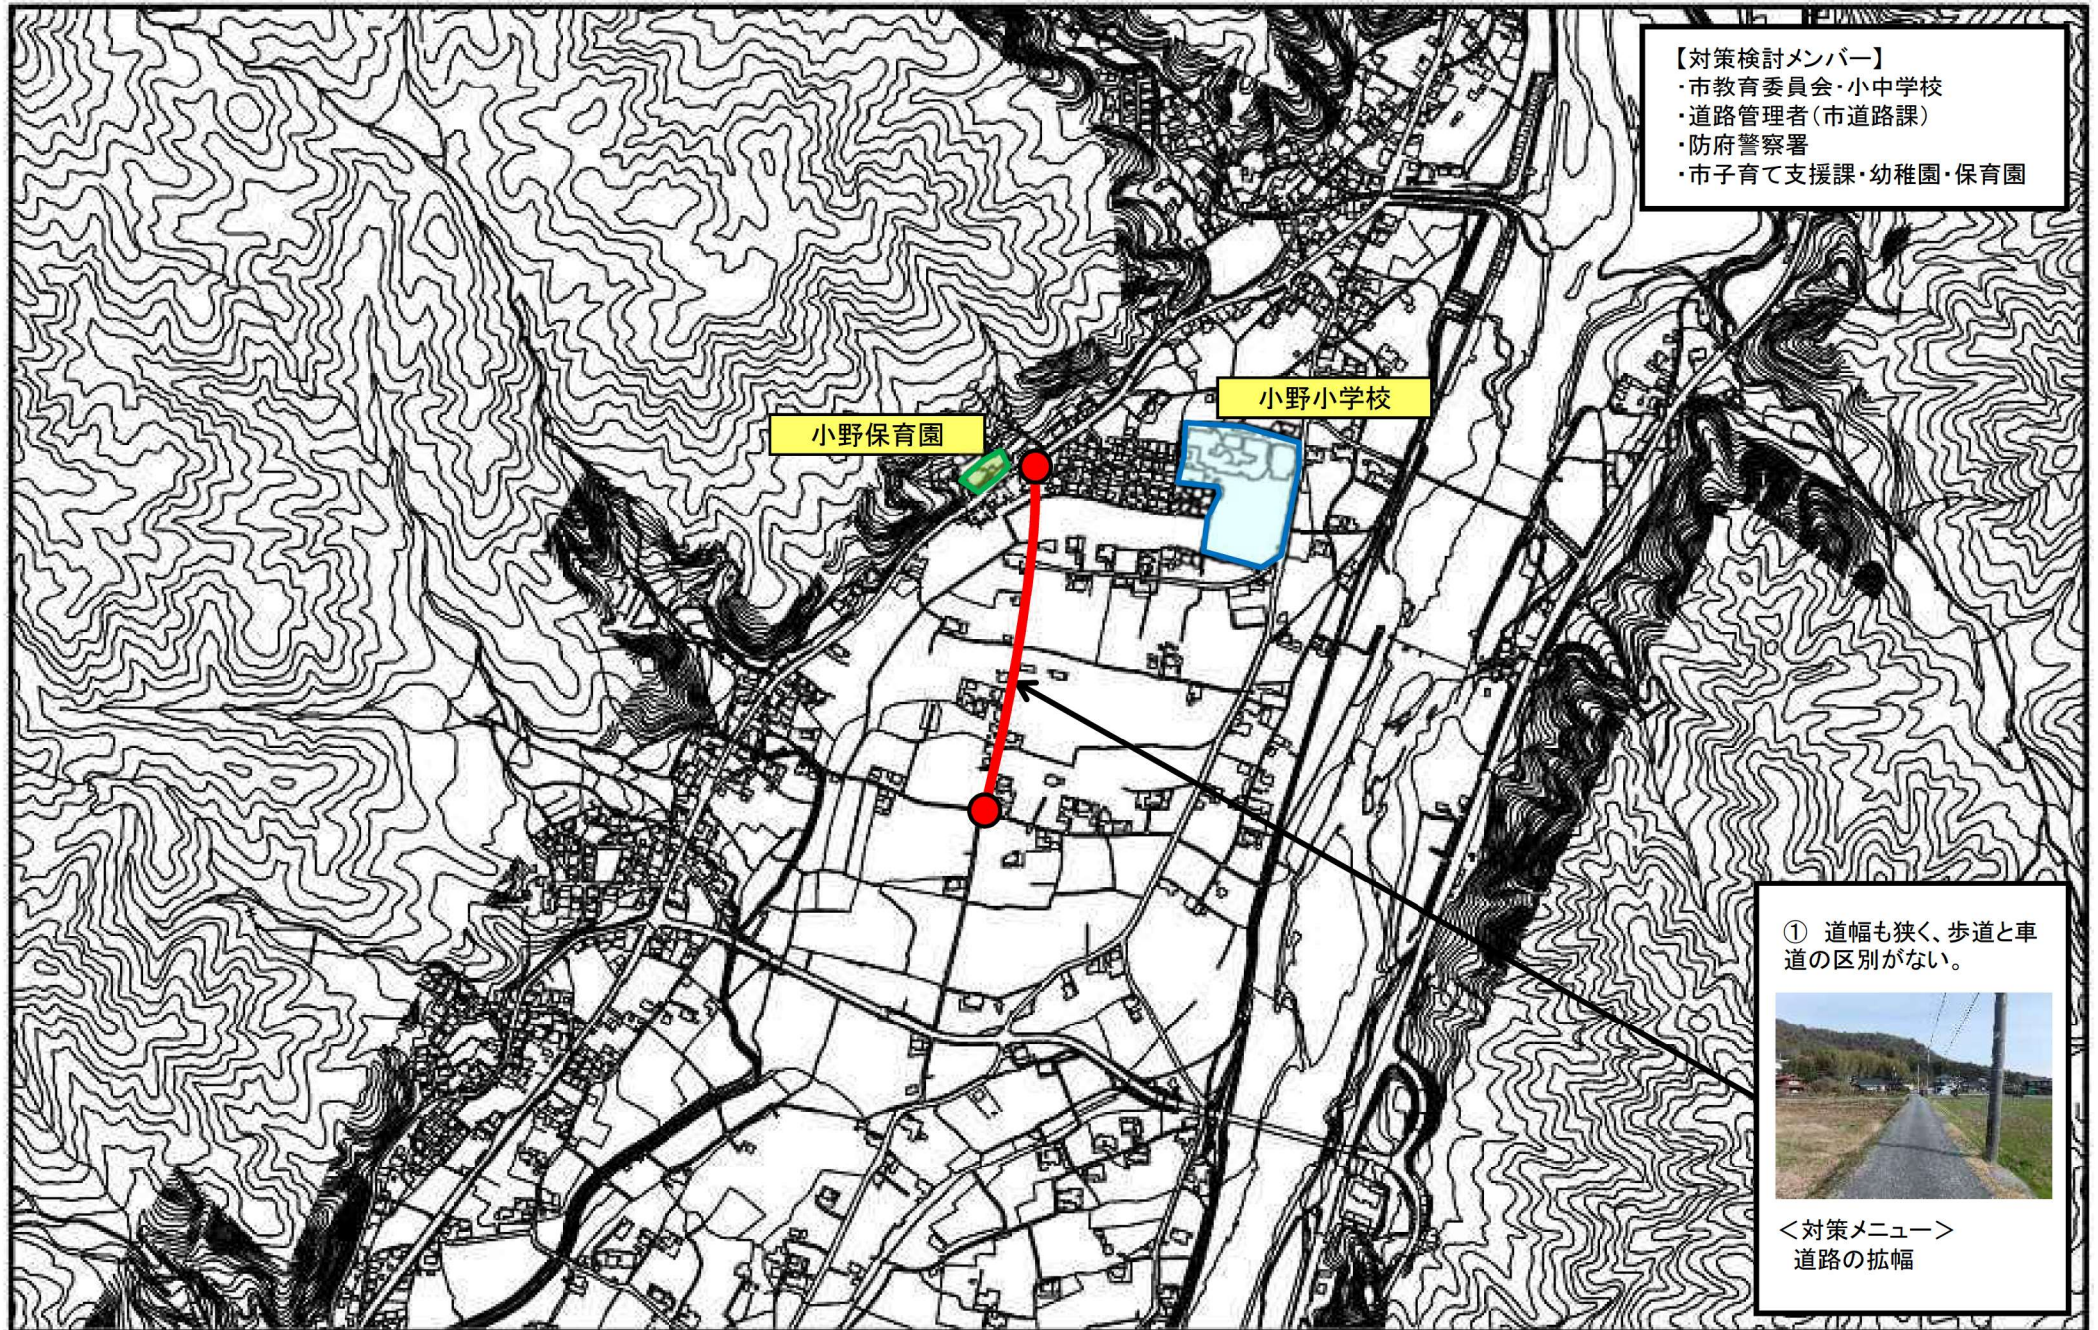 【対策検討メンバー】
・市教育委員会・小中学校
・道路管理者（市道路課）
・防府警察署
・市子育て支援課・幼稚園・保育園
小野小学校
小野保育園
①　道幅も狭く、歩道と車
道の区別がない。
＜対策メニュー＞
道路の拡幅